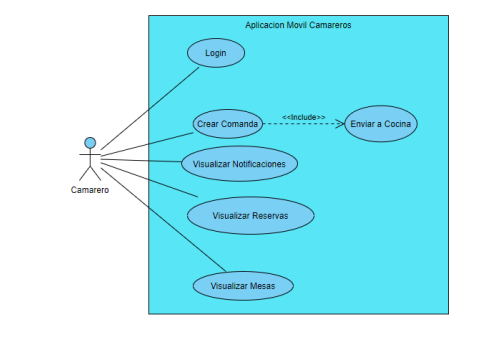 Aplicacion Movil Camareros
Login
Crear Comanda
<<Include>>
Enviar a Cocina
Visualizar Notificaciones
Camarero
Visualizar Reservas
Visualizar Mesas